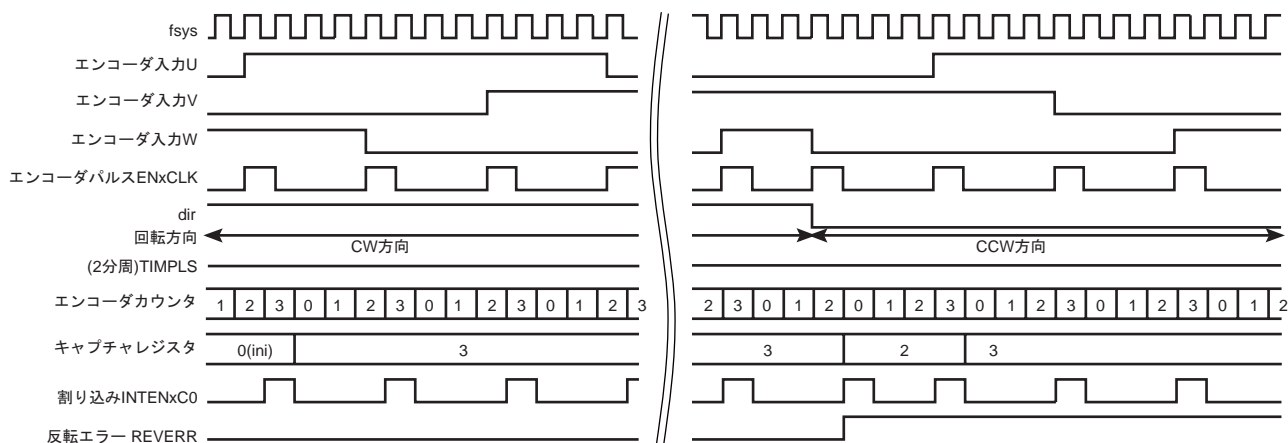 fsys
エンコーダ入力U
エンコーダ入力V
エンコーダ入力W
エンコーダパルスENxCLK
dir
回転方向
CW方向
CCW方向
(2分周)TIMPLS
エンコーダカウンタ
1 2 3 0 1 2 3 0 1 2 3 0 1 2 3
2 3 0 1 2 0 1 2 3 0 1 2 3 0 1 2 3 0 1 2
キャプチャレジスタ
0(ini) 3
3 2 3
割り込みINTENxC0
反転エラー REVERR